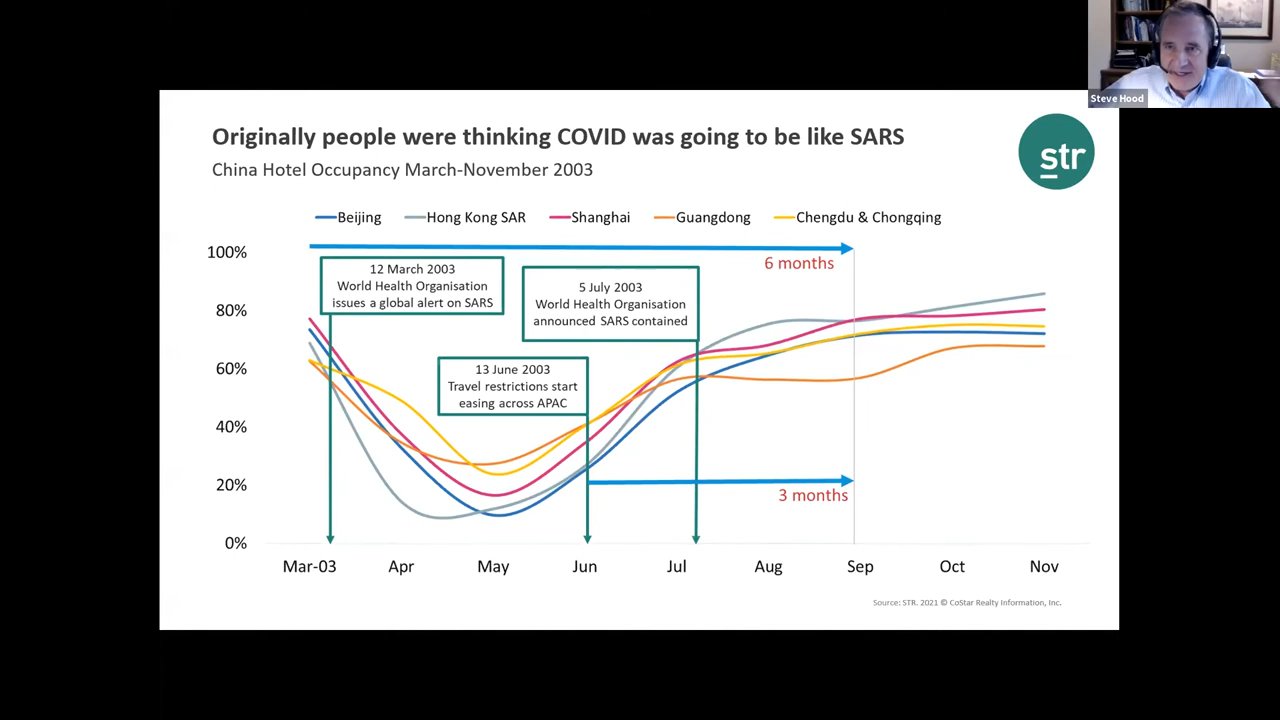 Steve Hood
Originally people were thinking COVID was going to be like SARS
China Hotel Occupancy March-November 2003
str
Beijing
Hong Kong SAR
Shanghai
Guangdong
Chengdu & Chongqing
100%
80%
60%
40%
20%
0%
6 months
12 March 2003
World Health Organisation
issues a global alert on SARS
5 July 2003
World Health Organisation
announced SARS contained
13 June 2003
Travel restrictions start
easing across APAC
3 months
Mar-03
Apr
May
Jun
Jul
Aug
Sep
Oct
Nov
Source: STR. 2021 © CoStar Realty Information, Inc.